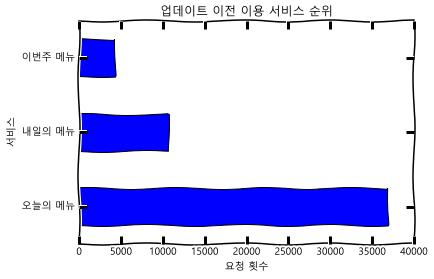 업데이트 이전 이용 서비스 순위
서비스
이번주 메뉴
내일의 메뉴
오늘의 메뉴
0 5000 10000 15000 20000 25000 30000 35000 40000
요청 횟수